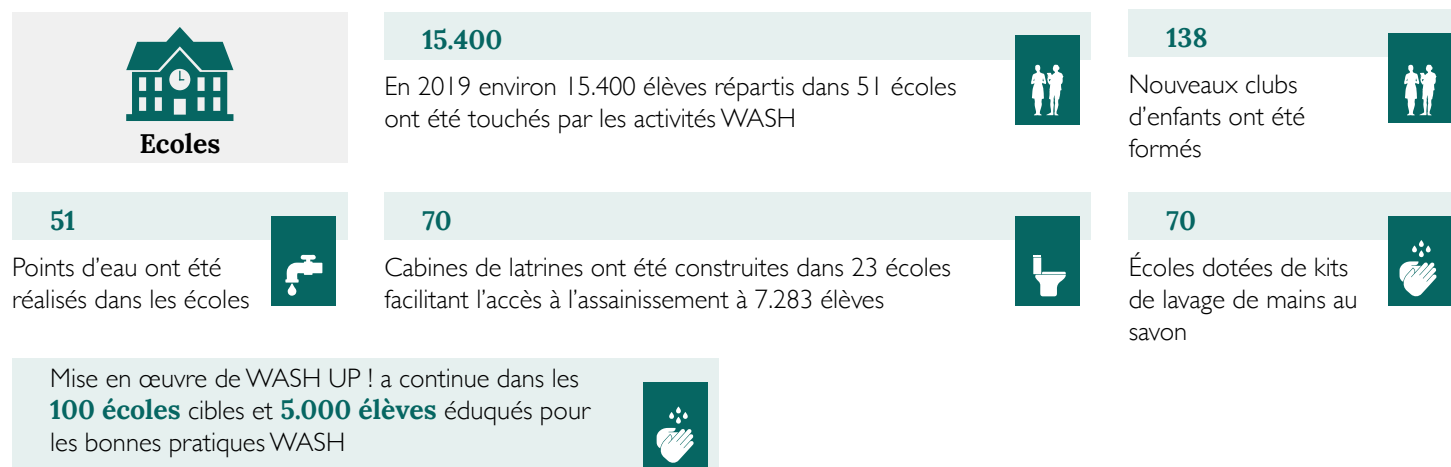 Ecoles
15.400
En 2019 environ 15.400 élèves répartis dans 51 écoles
ont été touchés par les activités WASH
138
Nouveaux clubs
d'enfants ont été
formés
51
Points d'eau ont été
réalisés dans les écoles
70
Cabines de latrines ont été construites dans 23 écoles
facilitant l'accès à l'assainissement à 7.283 élèves
70
Écoles dotées de kits
de lavage de mains au
savon
Mise en œuvre de WASH UP ! a continue dans les
100 écoles cibles et 5.000 élèves éduqués pour
les bonnes pratiques WASH